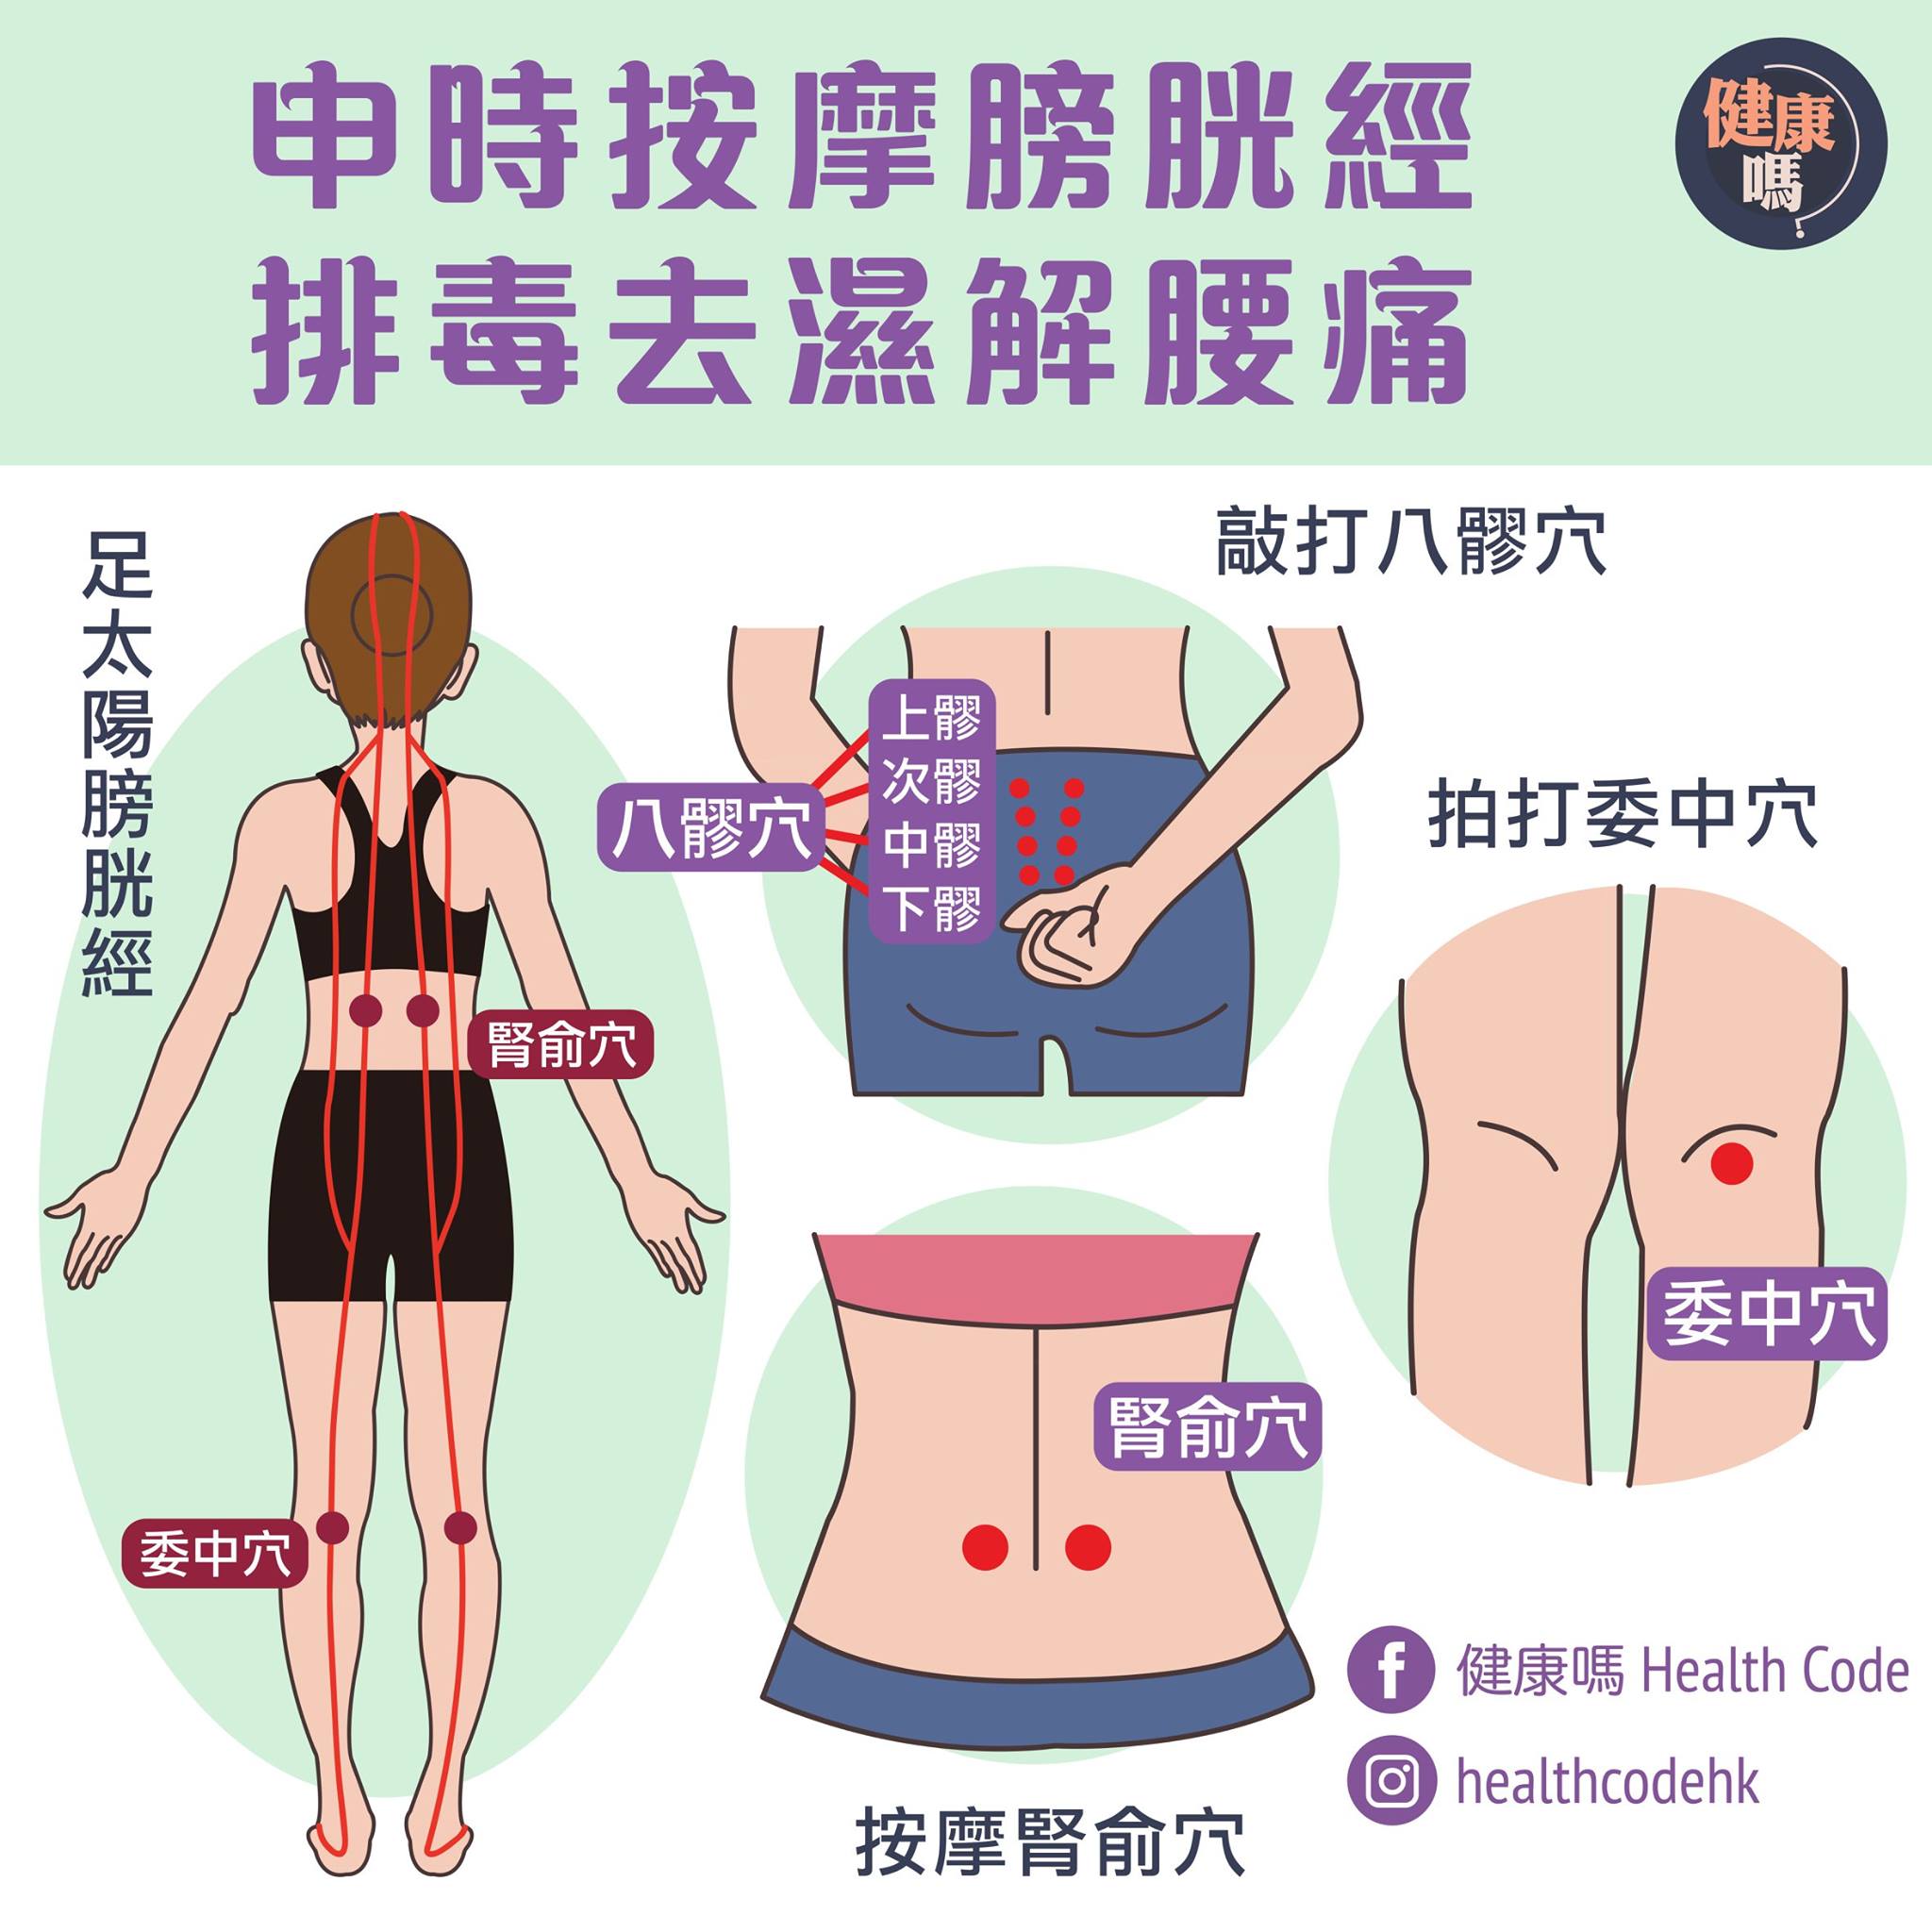 申時按摩膀胱經
排毒去濕解腰痛
健康
嗎
足太陽膀胱經
腎俞穴
委中穴
敲打八髎穴
八髎穴
上髎
次髎
中髎
下髎
拍打委中穴
委中穴
腎俞穴
按摩腎俞穴
健康嗎 Health Code
healthcodehk